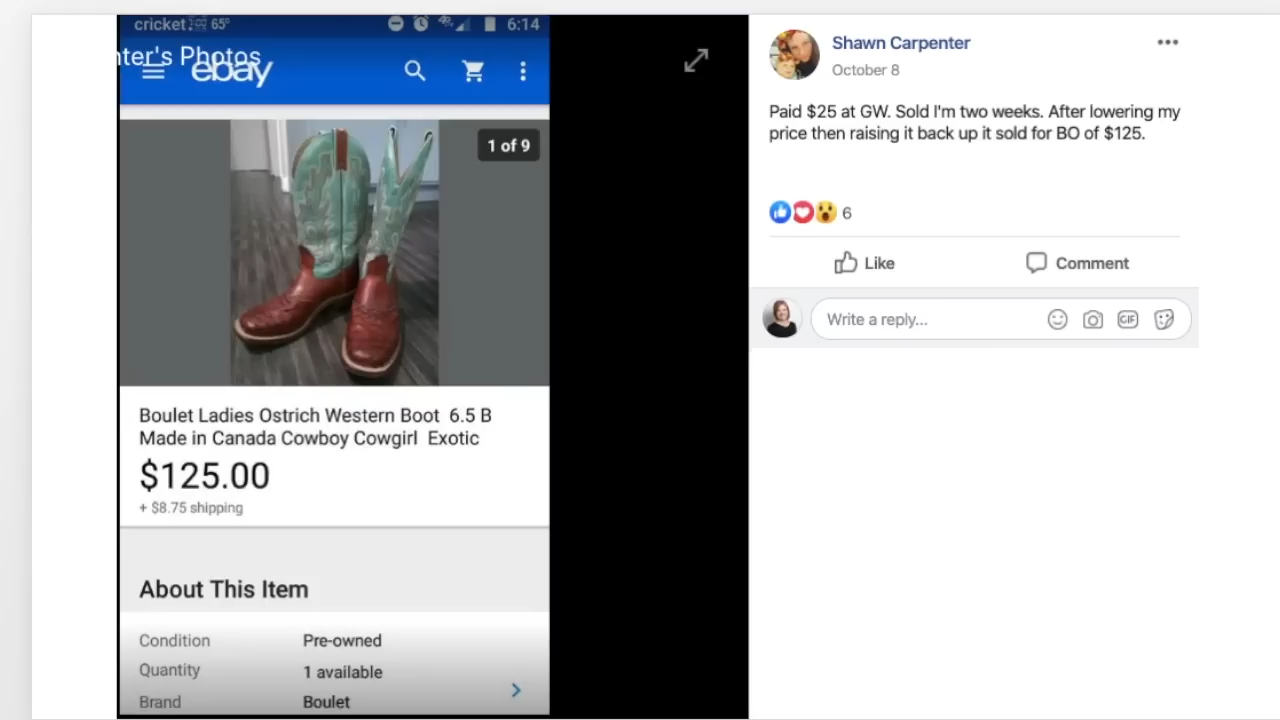 cricket 65° 6:14
nter's Photos
ebay
1 of 9
Boulet Ladies Ostrich Western Boot 6.5 B
Made in Canada Cowboy Cowgirl Exotic
$125.00
+ $8.75 shipping
About This Item
Condition Pre-owned
Quantity 1 available
Brand Boulet
Shawn Carpenter
October 8
Paid $25 at GW. Sold I'm two weeks. After lowering my
price then raising it back up it sold for BO of $125.
6
Like Comment
Write a reply... GIF